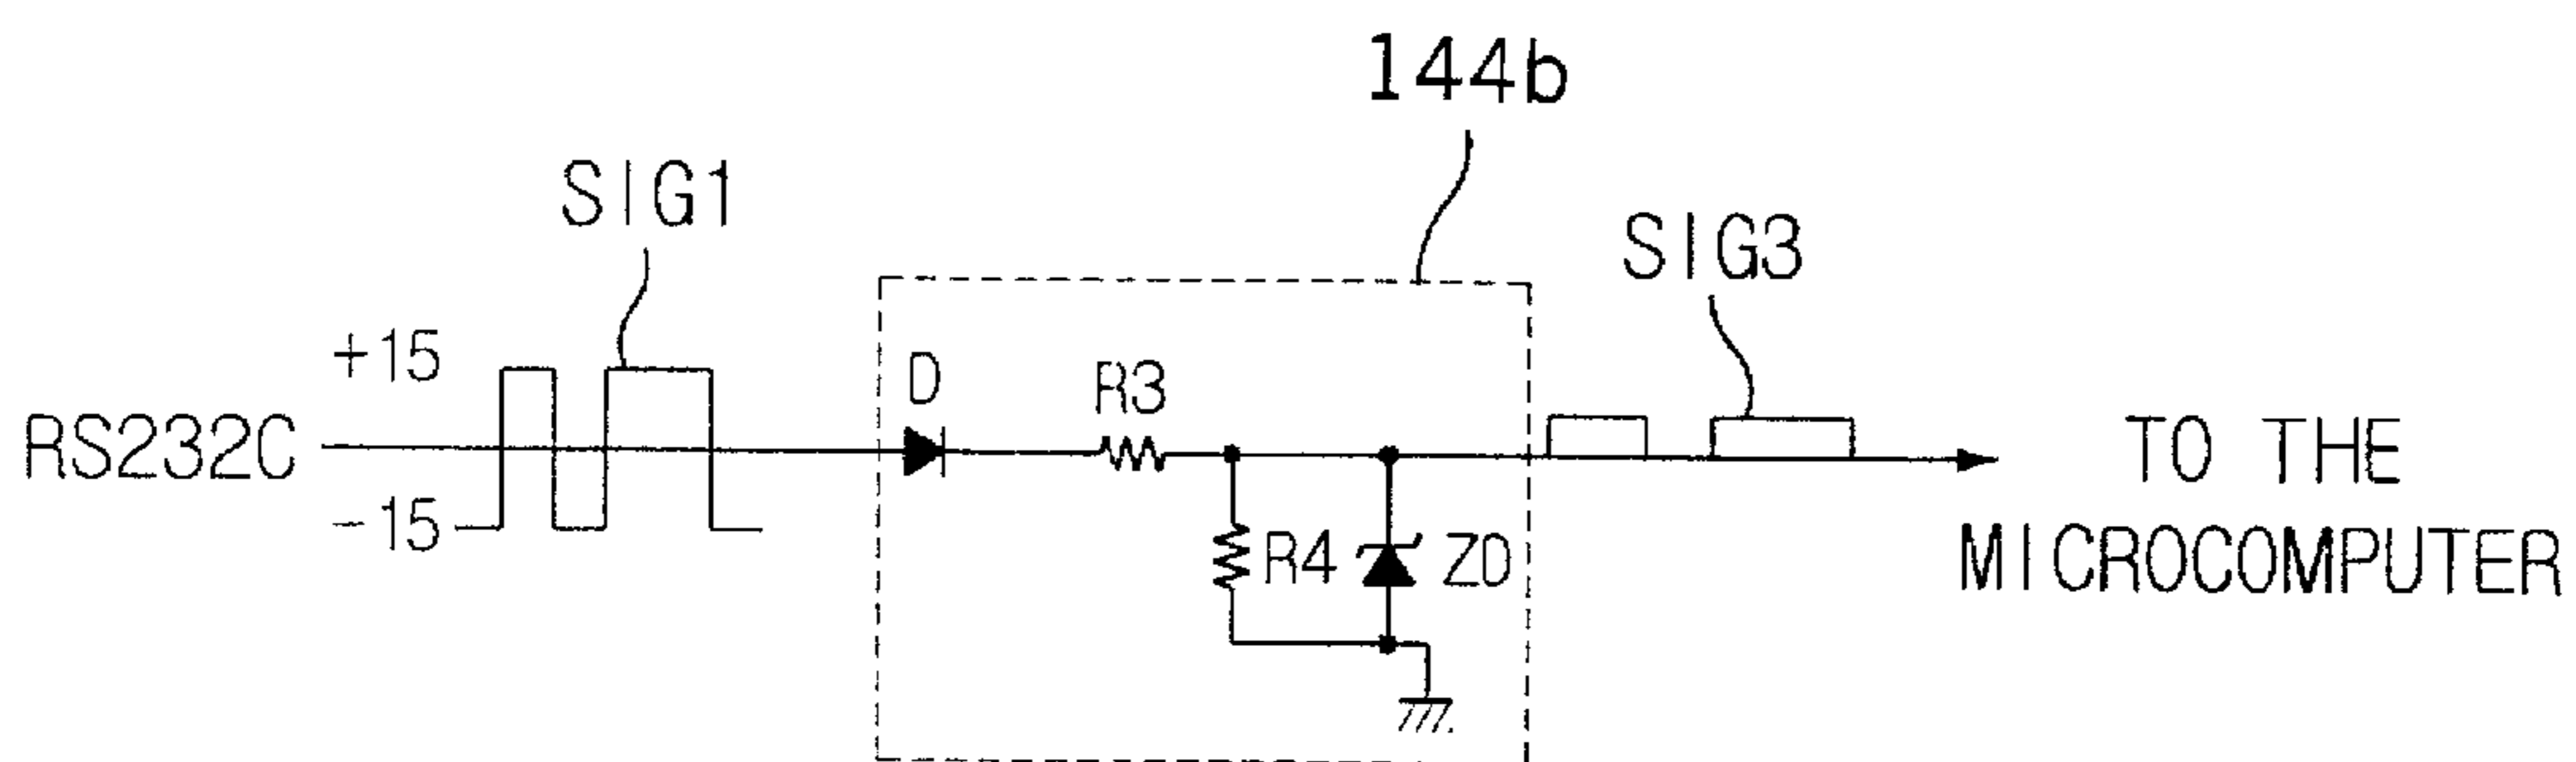 144b
SIG1
SIG3
+15
D
R3
RS232C
TO THE
-15
R4
ZD
MICROCOMPUTER